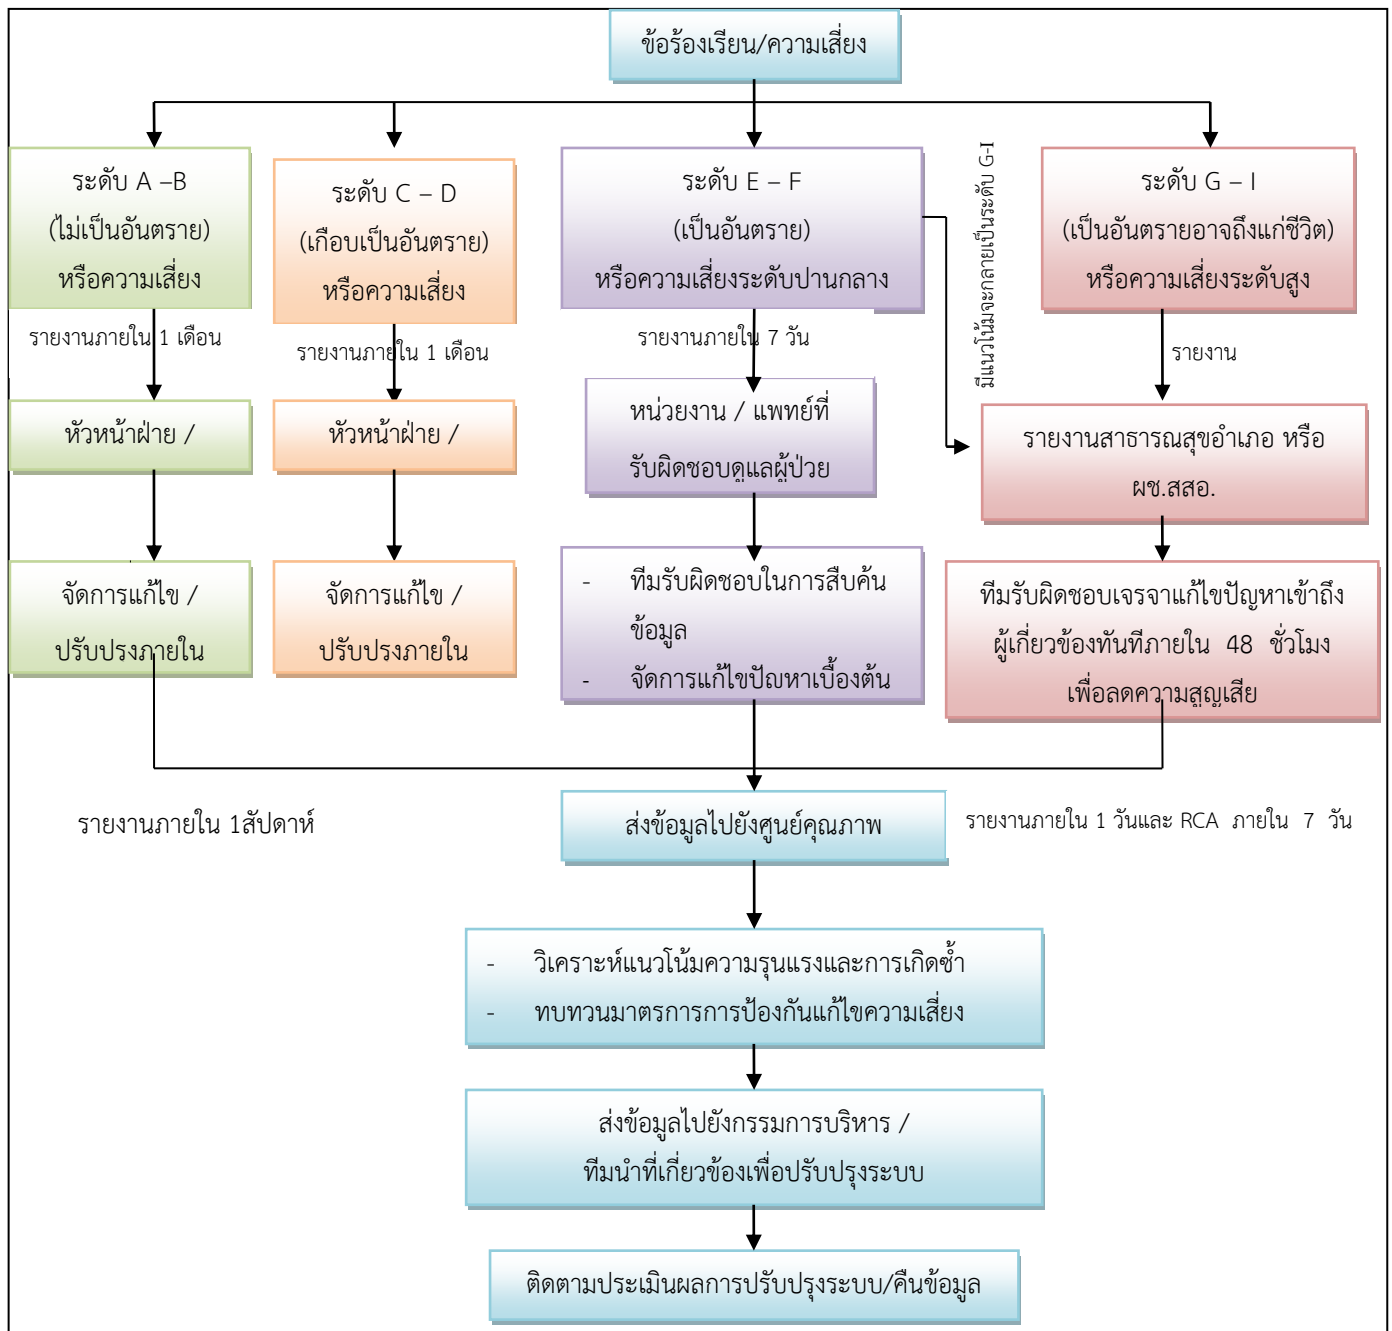 ข้อร้องเรียน/ความเสี่ยง
ระดับ A –B
(ไม่เป็นอันตราย)
หรือความเสี่ยง
ระดับ C – D
(เกือบเป็นอันตราย)
หรือความเสี่ยง
ระดับ E – F
(เป็นอันตราย)
หรือความเสี่ยงระดับปานกลาง
มีแนวโน้มจะกลายเป็นระดับ G-I
ระดับ G – I
(เป็นอันตรายอาจถึงแก่ชีวิต)
หรือความเสี่ยงระดับสูง
รายงานภายใน 1 เดือน
รายงานภายใน 1 เดือน
รายงานภายใน 7 วัน
รายงาน
หัวหน้าฝ่าย /
หัวหน้าฝ่าย /
หน่วยงาน / แพทย์ที่
รับผิดชอบดูแลผู้ป่วย
รายงานสาธารณสุขอำเภอ หรือ
ผช.สสอ.
จัดการแก้ไข /
ปรับปรุงภายใน
จัดการแก้ไข /
ปรับปรุงภายใน
- ทีมรับผิดชอบในการสืบค้น
ข้อมูล
- จัดการแก้ไขปัญหาเบื้องต้น
ทีมรับผิดชอบเจรจาแก้ไขปัญหาเข้าถึง
ผู้เกี่ยวข้องทันทีภายใน 48 ชั่วโมง
เพื่อลดความสูญเสีย
รายงานภายใน 1สัปดาห์
ส่งข้อมูลไปยังศูนย์คุณภาพ
รายงานภายใน 1 วันและ RCA ภายใน 7 วัน
- วิเคราะห์แนวโน้มความรุนแรงและการเกิดซ้ำ
- ทบทวนมาตรการการป้องกันแก้ไขความเสี่ยง
ส่งข้อมูลไปยังกรรมการบริหาร /
ทีมนำที่เกี่ยวข้องเพื่อปรับปรุงระบบ
ติดตามประเมินผลการปรับปรุงระบบ/คืนข้อมูล